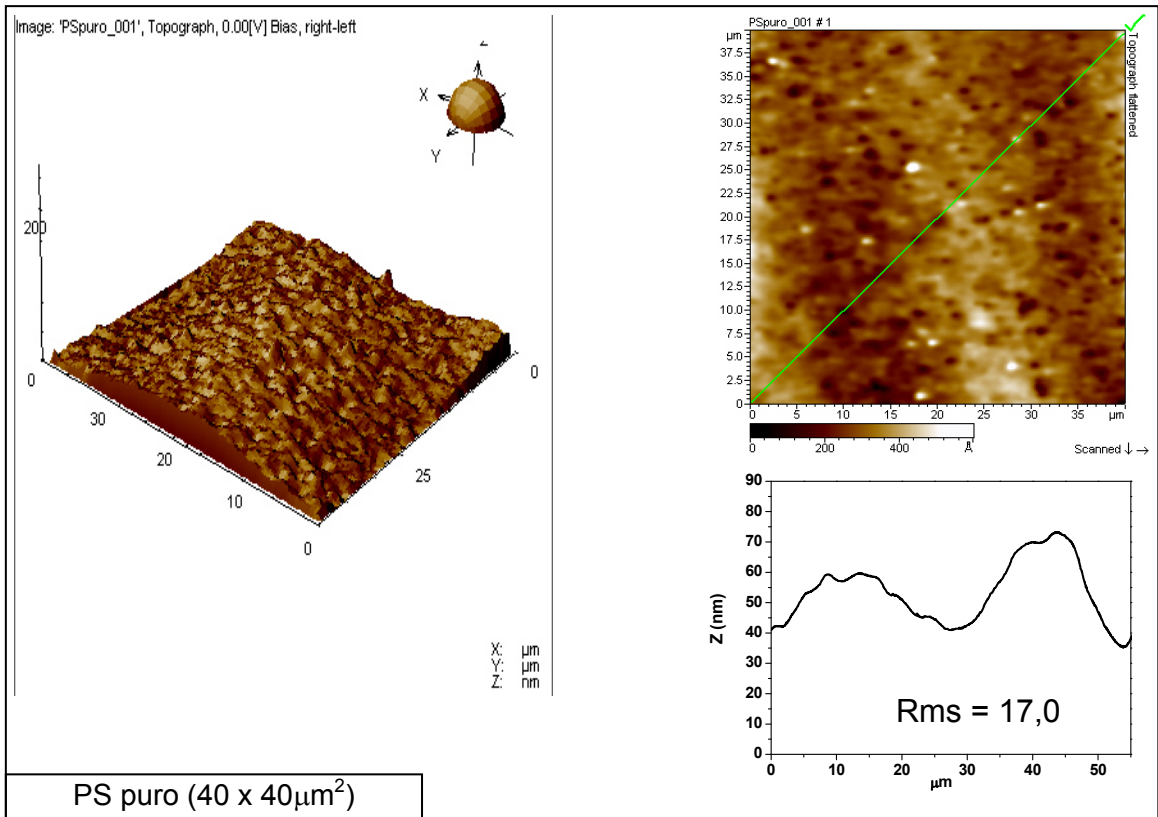 Image: 'PSpuro_001', Topograph, 0.00[V] Bias, right-left
Z
X
Y
200
0
30
20
10
0
25
0
X: µm
Y: µm
Z: nm
PSpuro_001 # 1
µm
37.5
35.0
32.5
30.0
27.5
25.0
22.5
20.0
17.5
15.0
12.5
10.0
7.5
5.0
2.5
0
0 5 10 15 20 25 30 35 µm
Topograph flattened
0 200 400 Å
Scanned ↓ →
90
80
70
60
50
40
30
20
10
0
Z (nm)
Rms = 17,0
0 10 20 30 40 50
µm
PS puro (40 x 40µm²)